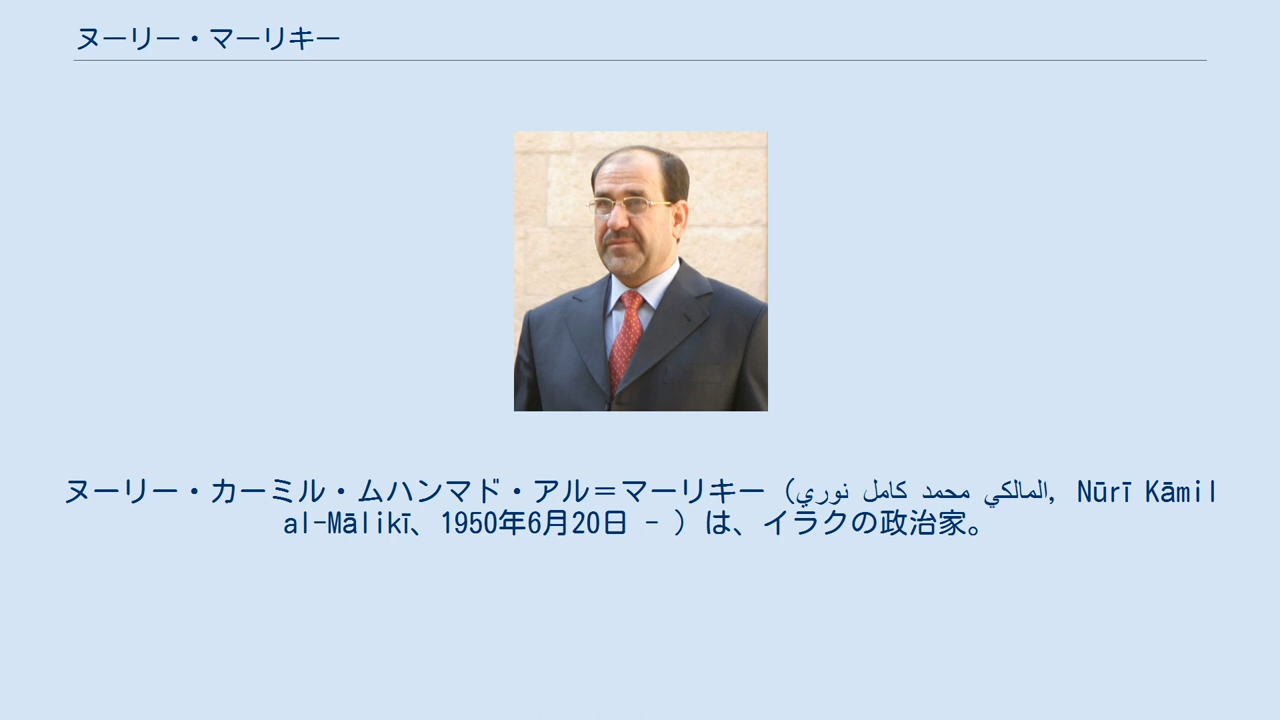 ヌーリー・マーリキー
ヌーリー・カーミル・ムハンマド・アル＝マーリキー（نوري كامل محمد المالكي, Nūrī Kāmil
al-Mālikī、1950年6月20日 - ）は、イラクの政治家。